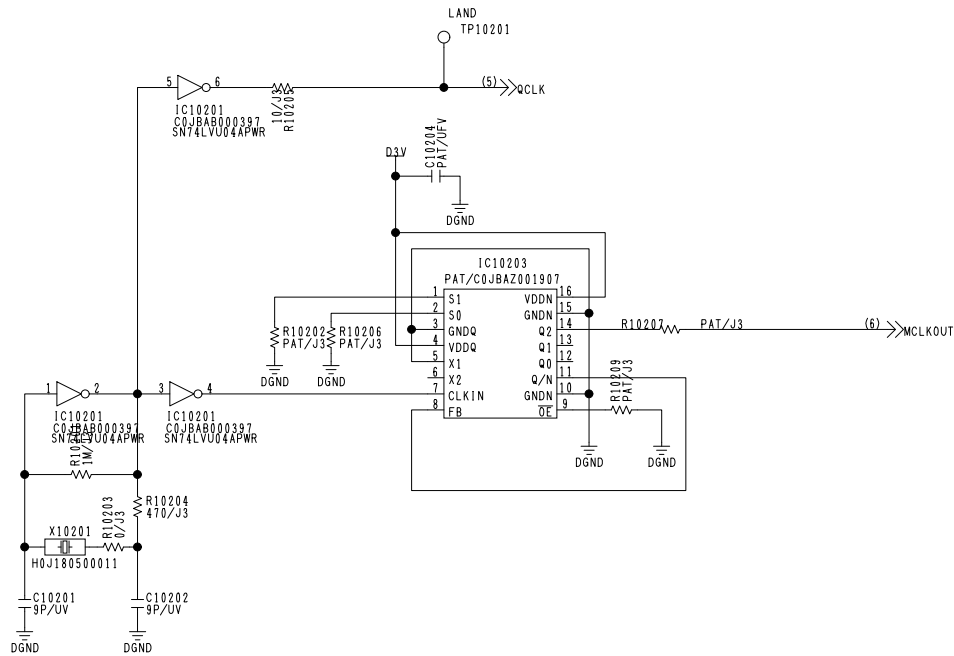 LAND
TP10201
5
6
(5)
QCLK
10/J3
R10205
IC10201
C0JBAB000397
SN74LVU04APWR
D3V
C10204
PAT/UFV
DGND
IC10203
PAT/C0JBAZ001907
1 S1 VDDN 16
2 S0 GNDN 15
3 GNDQ Q2 14
4 VDDQ Q1 13
5 X1 Q0 12
6 X2 Q/N 11
7 CLKIN GNDN 10
8 FB OE 9
R10202
PAT/J3
R10206
PAT/J3
DGND
DGND
R10207
PAT/J3
(6)
MCLKOUT
R10209
PAT/J3
DGND
DGND
1
2
3
4
IC10201
C0JBAB000397
SN74LVU04APWR
IC10201
C0JBAB000397
SN74LVU04APWR
1M/J3
R10204
470/J3
R10203
0/J3
X10201
H0J180500011
C10201
9P/UV
C10202
9P/UV
DGND
DGND